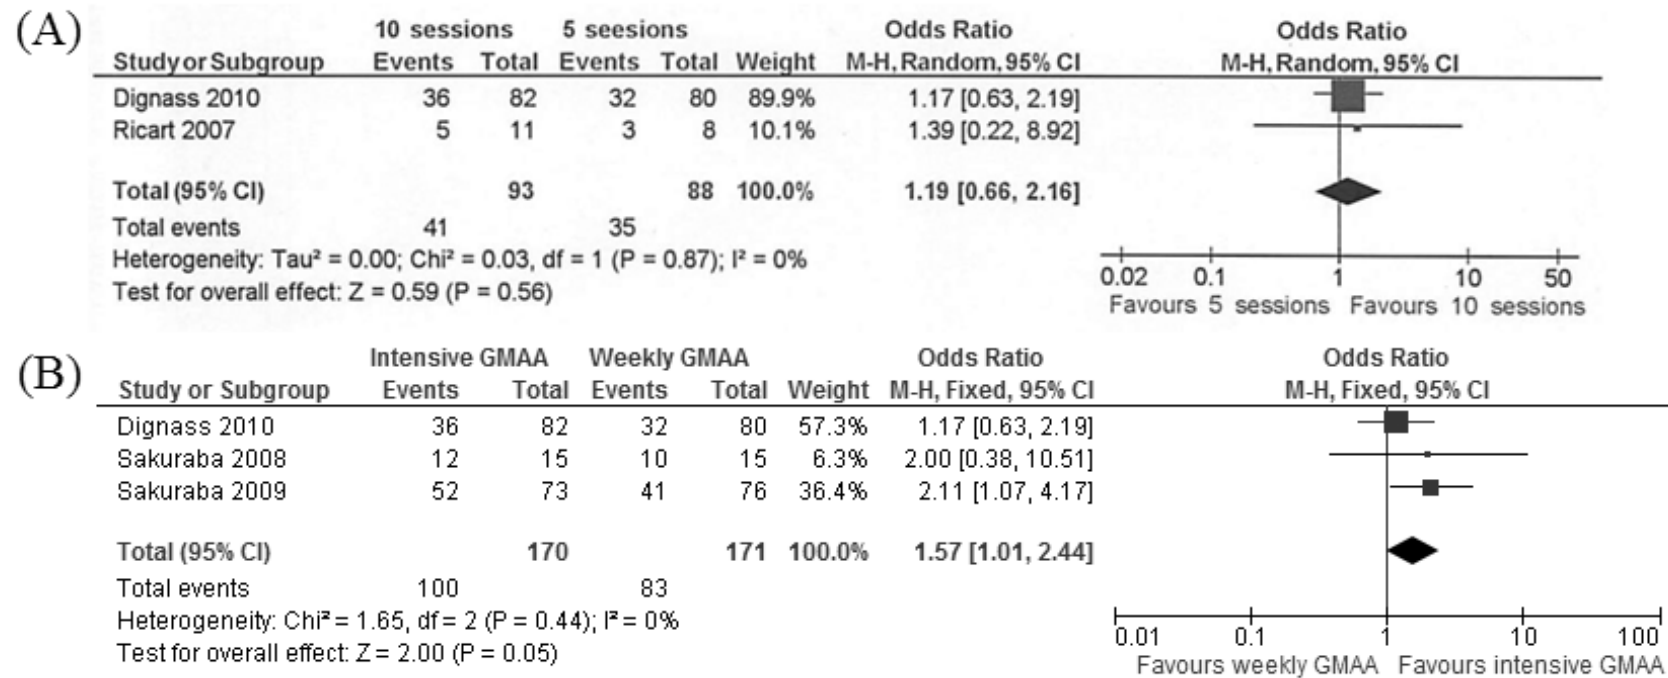 (A)
10 sessions 5 seesions Odds Ratio Odds Ratio
Study or Subgroup Events Total Events Total Weight M-H, Random, 95% CI M-H, Random, 95% CI
Dignass 2010 36 82 32 80 89.9% 1.17 [0.63, 2.19]
Ricart 2007 5 11 3 8 10.1% 1.39 [0.22, 8.92]
Total (95% CI) 93 88 100.0% 1.19 [0.66, 2.16]
Total events 41 35
Heterogeneity: Tau² = 0.00; Chi² = 0.03, df = 1 (P = 0.87); I² = 0%
Test for overall effect: Z = 0.59 (P = 0.56)
0.02 0.1 1 10 50
Favours 5 sessions Favours 10 sessions
(B)
Intensive GMAA Weekly GMAA Odds Ratio Odds Ratio
Study or Subgroup Events Total Events Total Weight M-H, Fixed, 95% CI M-H, Fixed, 95% CI
Dignass 2010 36 82 32 80 57.3% 1.17 [0.63, 2.19]
Sakuraba 2008 12 15 10 15 6.3% 2.00 [0.38, 10.51]
Sakuraba 2009 52 73 41 76 36.4% 2.11 [1.07, 4.17]
Total (95% CI) 170 171 100.0% 1.57 [1.01, 2.44]
Total events 100 83
Heterogeneity: Chi² = 1.65, df = 2 (P = 0.44); I² = 0%
Test for overall effect: Z = 2.00 (P = 0.05)
0.01 0.1 1 10 100
Favours weekly GMAA Favours intensive GMAA